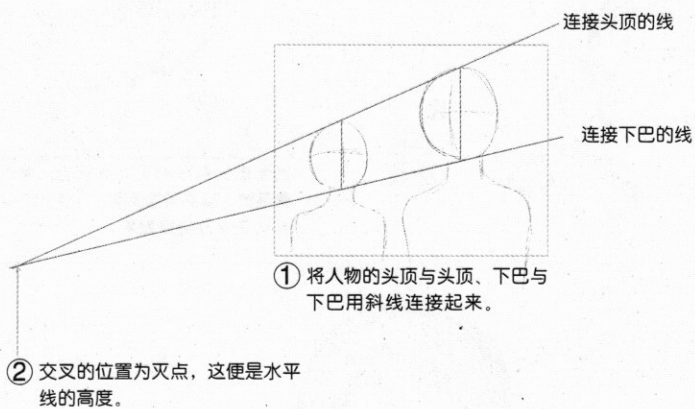 连接头顶的线
连接下巴的线
① 将人物的头顶与头顶、下巴与
下巴用斜线连接起来。
② 交叉的位置为灭点，这便是水平
线的高度。